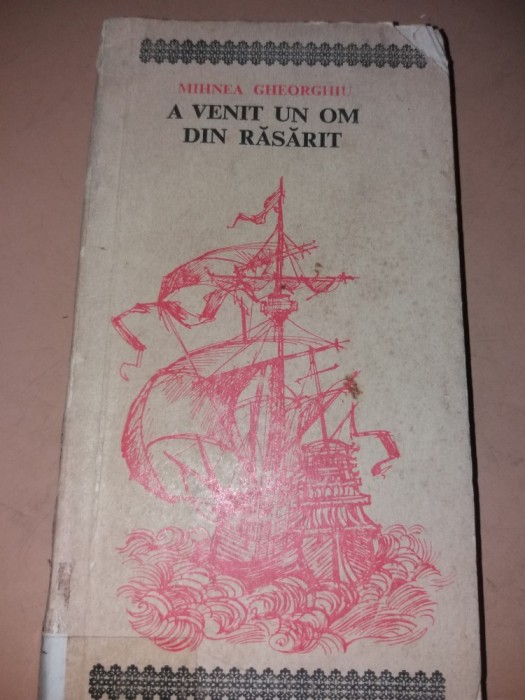 MIHNEA GHEORGHIU
A VENIT UN OM
DIN RĂSĂRIT